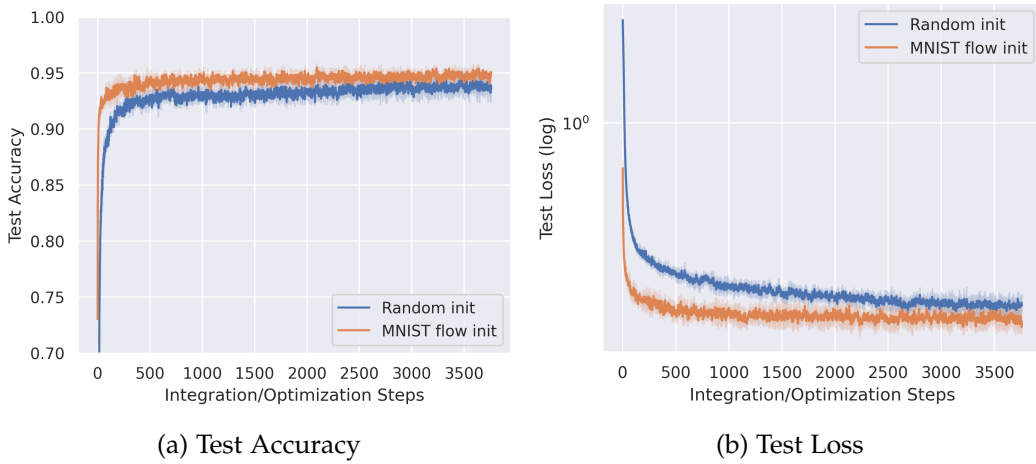 1.00
0.95
0.90
0.85
0.80
0.75
0.70
Test Accuracy
Random init
MNIST flow init
0 500 1000 1500 2000 2500 3000 3500
Integration/Optimization Steps
(a) Test Accuracy
Random init
MNIST flow init
10⁰
Test Loss (log)
0 500 1000 1500 2000 2500 3000 3500
Integration/Optimization Steps
(b) Test Loss